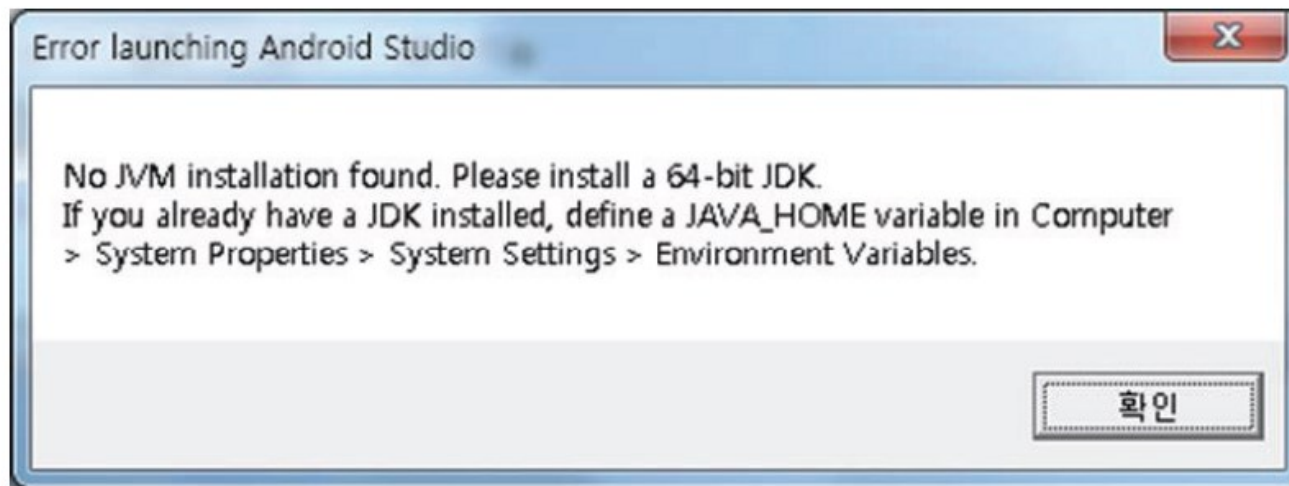 Error launching Android Studio
No JVM installation found. Please install a 64-bit JDK.
If you already have a JDK installed, define a JAVA_HOME variable in Computer
> System Properties > System Settings > Environment Variables.
확인